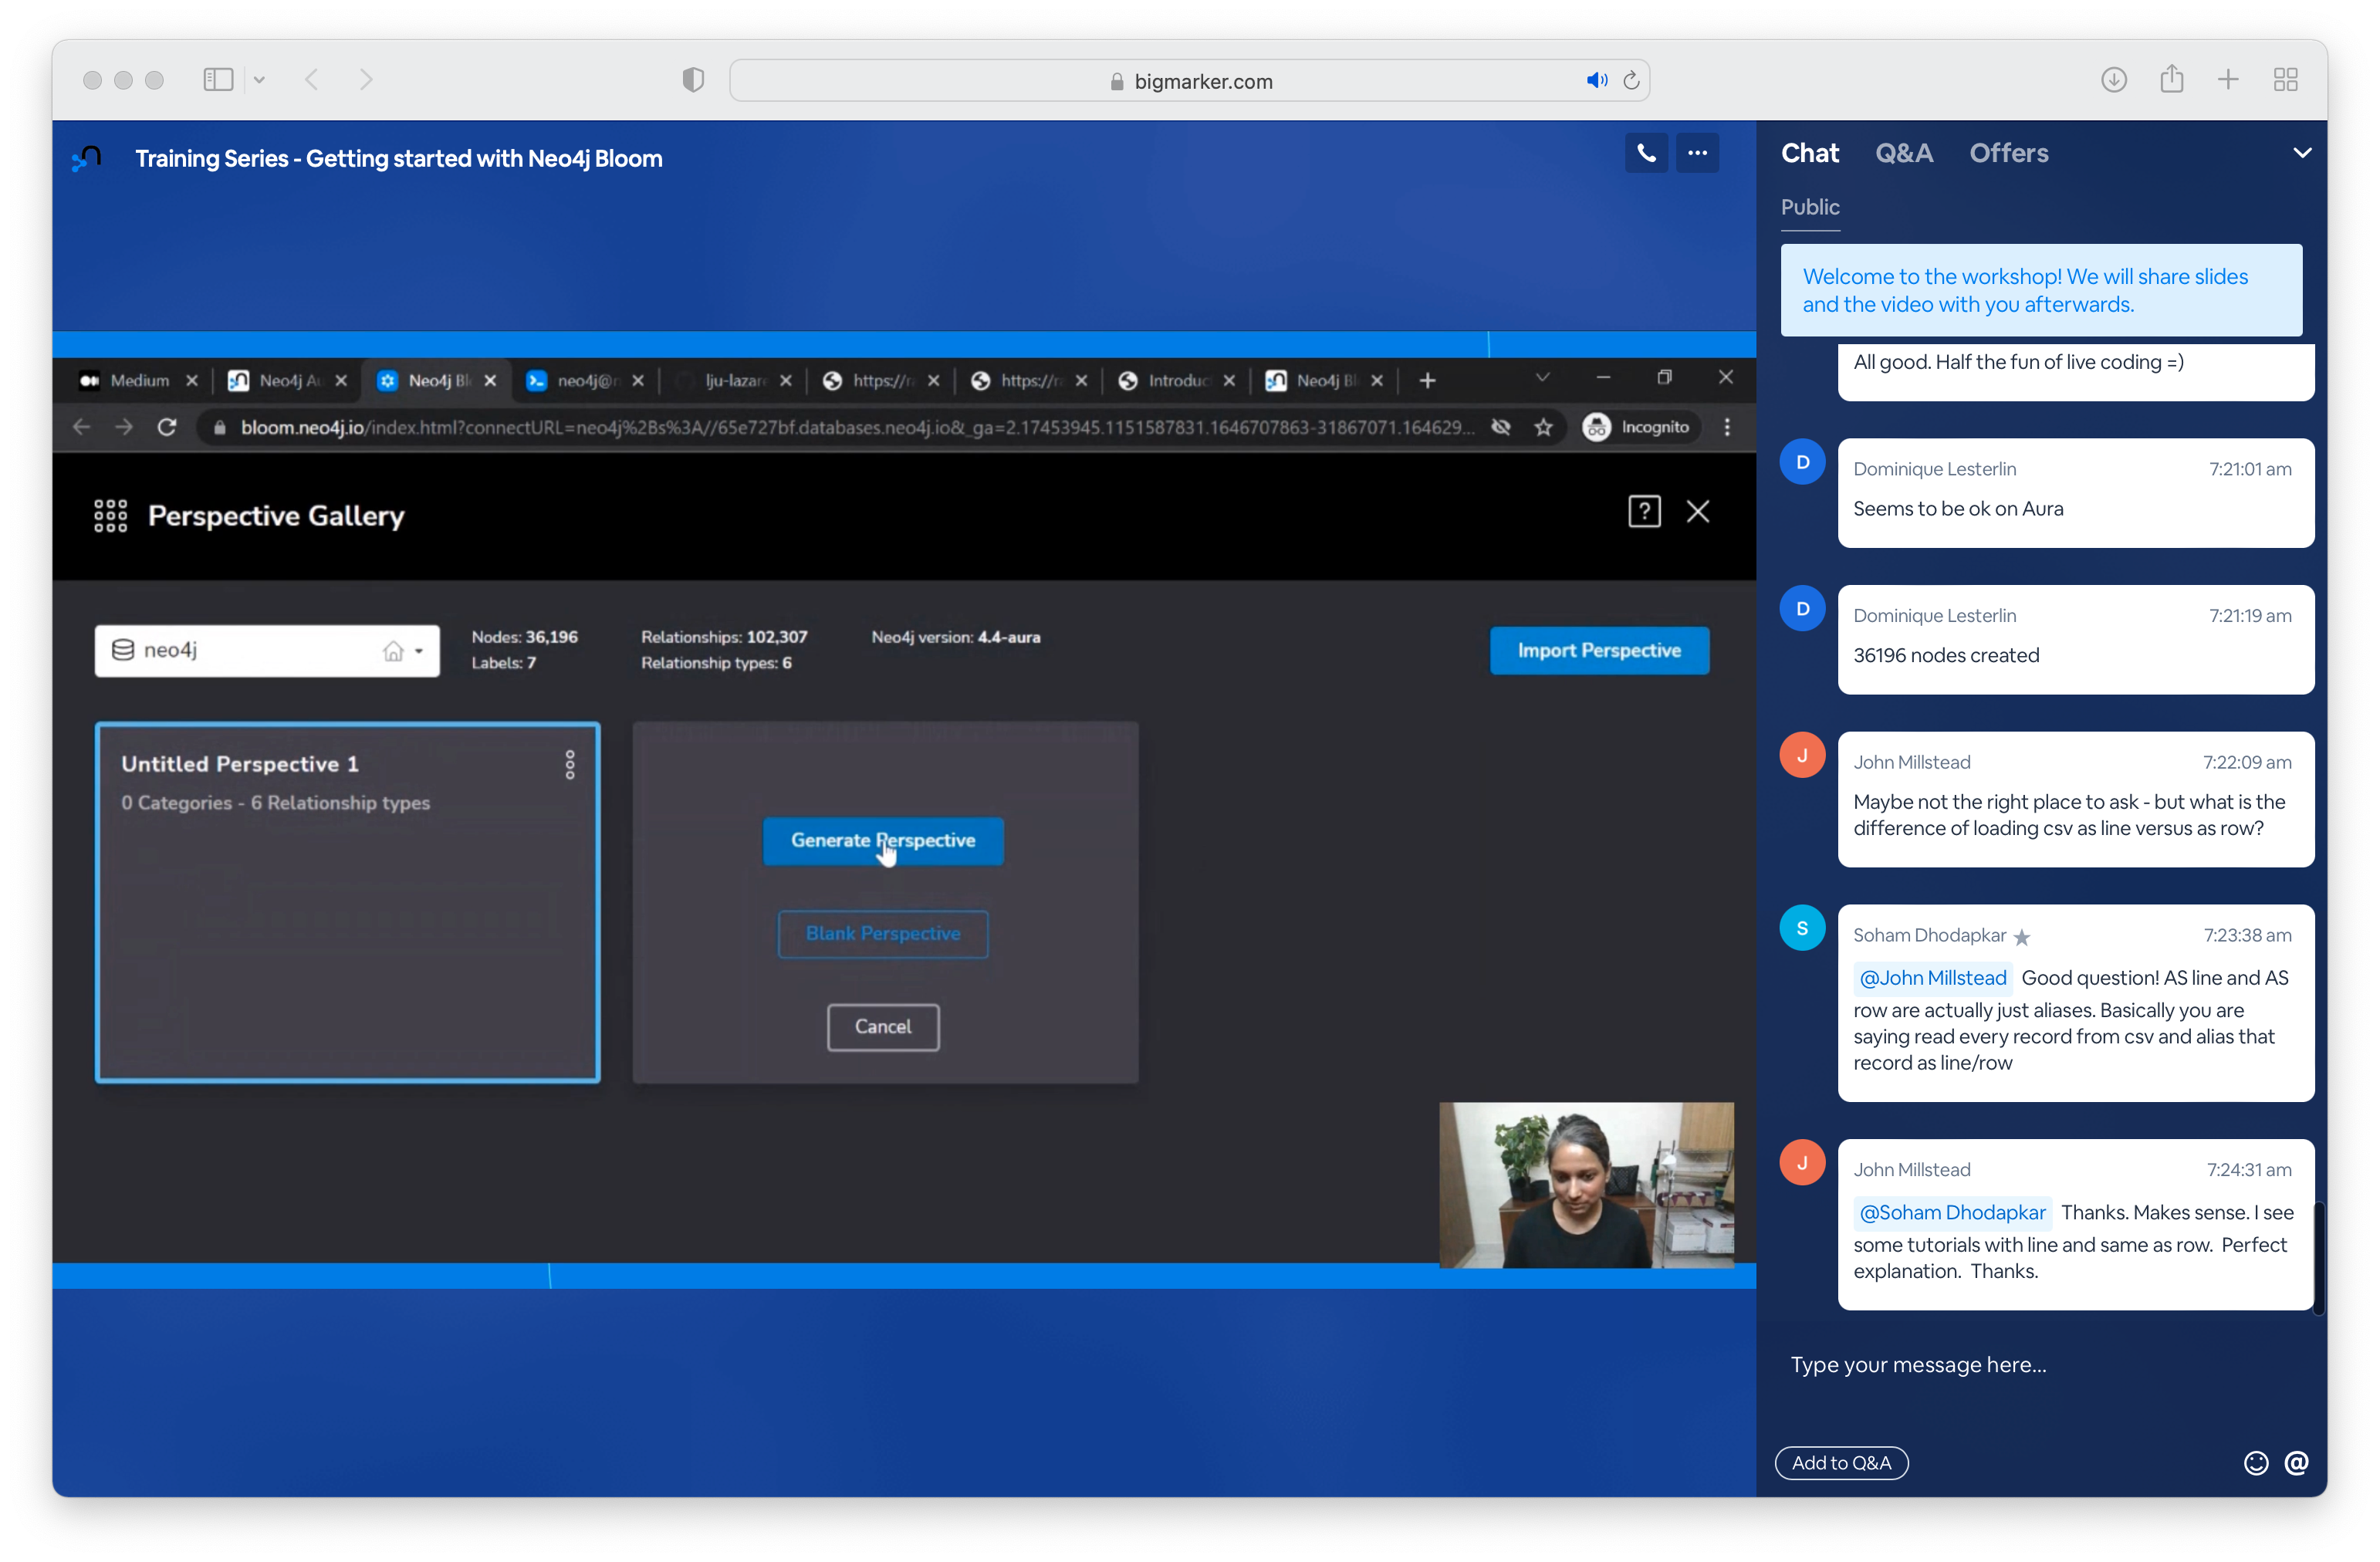 bigmarker.com
Training Series - Getting started with Neo4j Bloom
Medium
Neo4j Au
Neo4j Bl
neo4j@n
lju-lazare
https://r
https://r
Introduc
Neo4j Bl
bloom.neo4j.io/index.html?connectURL=neo4j%2Bs%3A//65e727bf.databases.neo4j.io&_ga=2.17453945.1151587831.1646707863-31867071.164629...
Incognito
Perspective Gallery
neo4j
Nodes: 36,196
Labels: 7
Relationships: 102,307
Relationship types: 6
Neo4j version: 4.4-aura
Import Perspective
Untitled Perspective 1
0 Categories - 6 Relationship types
Generate Perspective
Blank Perspective
Cancel
Chat Q&A Offers
Public
Welcome to the workshop! We will share slides
and the video with you afterwards.
All good. Half the fun of live coding =)
D
Dominique Lesterlin 7:21:01 am
Seems to be ok on Aura
D
Dominique Lesterlin 7:21:19 am
36196 nodes created
J
John Millstead 7:22:09 am
Maybe not the right place to ask - but what is the
difference of loading csv as line versus as row?
S
Soham Dhodapkar 7:23:38 am
@John Millstead Good question! AS line and AS
row are actually just aliases. Basically you are
saying read every record from csv and alias that
record as line/row
J
John Millstead 7:24:31 am
@Soham Dhodapkar Thanks. Makes sense. I see
some tutorials with line and same as row. Perfect
explanation. Thanks.
Type your message here...
Add to Q&A
@